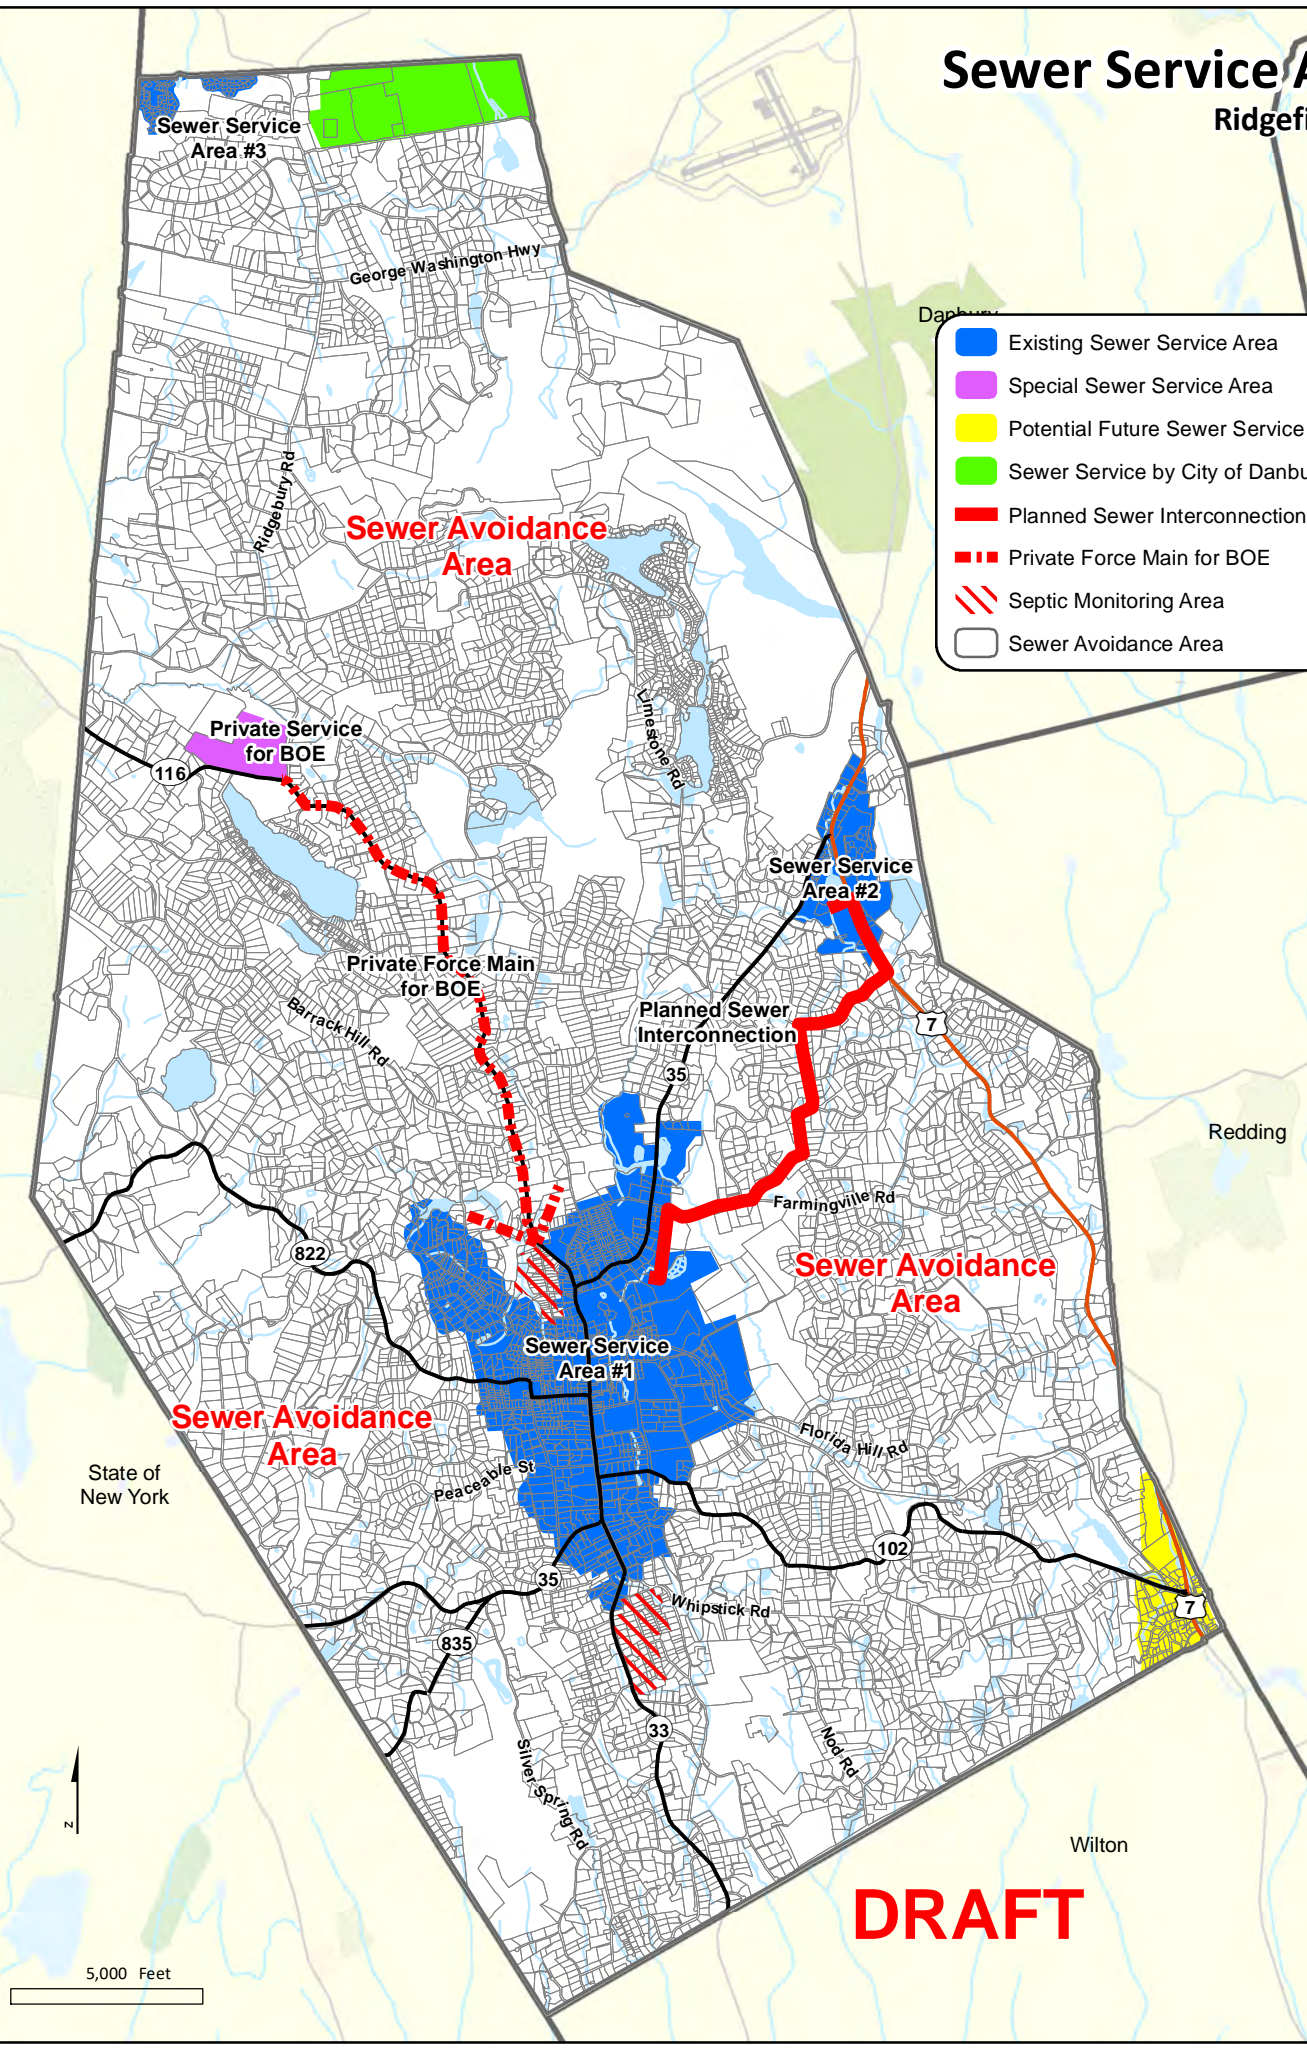 Sewer Service A
Ridgefi
Sewer Service
Area #3
George Washington Hwy
Danbury
Existing Sewer Service Area
Special Sewer Service Area
Potential Future Sewer Service
Sewer Service by City of Danbu
Planned Sewer Interconnection
Private Force Main for BOE
Septic Monitoring Area
Sewer Avoidance Area
Ridgebury Rd
Sewer Avoidance
Area
Limestone Rd
Private Service
for BOE
116
Sewer Service
Area #2
Private Force Main
for BOE
Barrack Hill Rd
Planned Sewer
Interconnection
7
35
Redding
Farmingville Rd
822
Sewer Avoidance
Area
Sewer Service
Area #1
Sewer Avoidance
Area
Florida Hill Rd
State of
New York
Peaceable St
102
35
Whipstick Rd
7
835
33
Silver Spring Rd
Nod Rd
z
Wilton
DRAFT
5,000 Feet